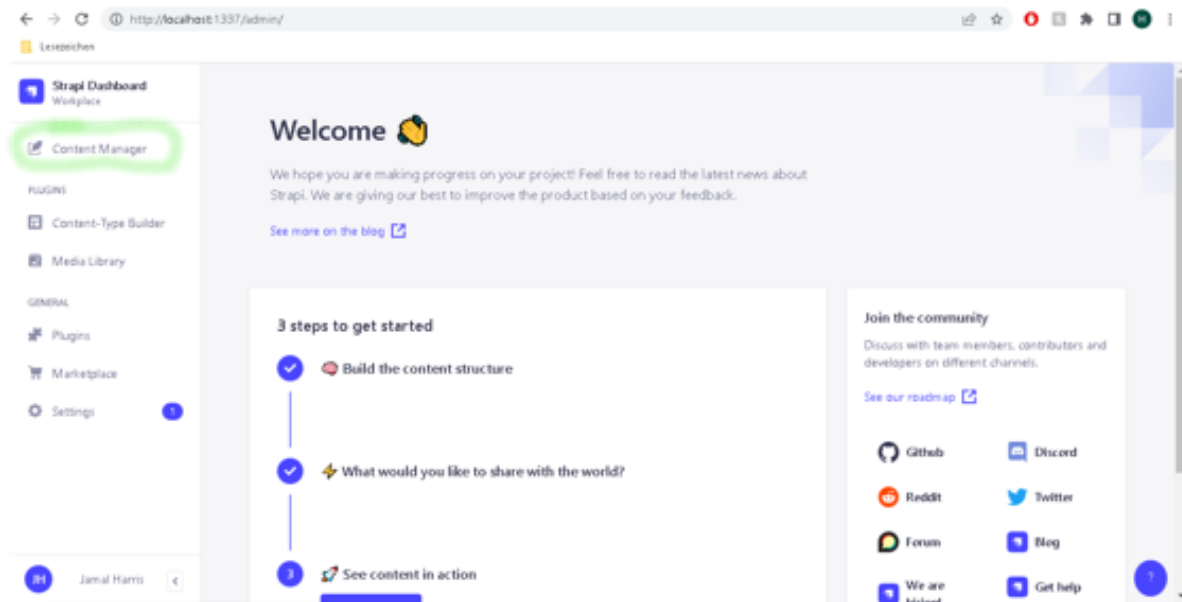 http://localhost:1337/admin/
Lesezeichen
Strapi Dashboard
Workplace
Content Manager
PLUGINS
Content-Type Builder
Media Library
GENERAL
Plugins
Marketplace
Settings
1
JH
Jamal Harris
Welcome
We hope you are making progress on your project! Feel free to read the latest news about
Strapi. We are giving our best to improve the product based on your feedback.
See more on the blog
3 steps to get started
Build the content structure
What would you like to share with the world?
3
See content in action
Join the community
Discuss with team members, contributors and
developers on different channels.
See our roadmap
Github
Discord
Reddit
Twitter
Forum
Blog
We are
Get help
?